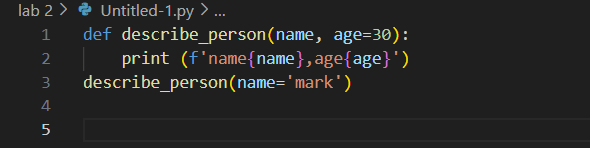 lab 2 > Untitled-1.py > ...
1 def describe_person(name, age=30):
2     print (f'name{name},age{age}')
3 describe_person(name='mark')
4
5